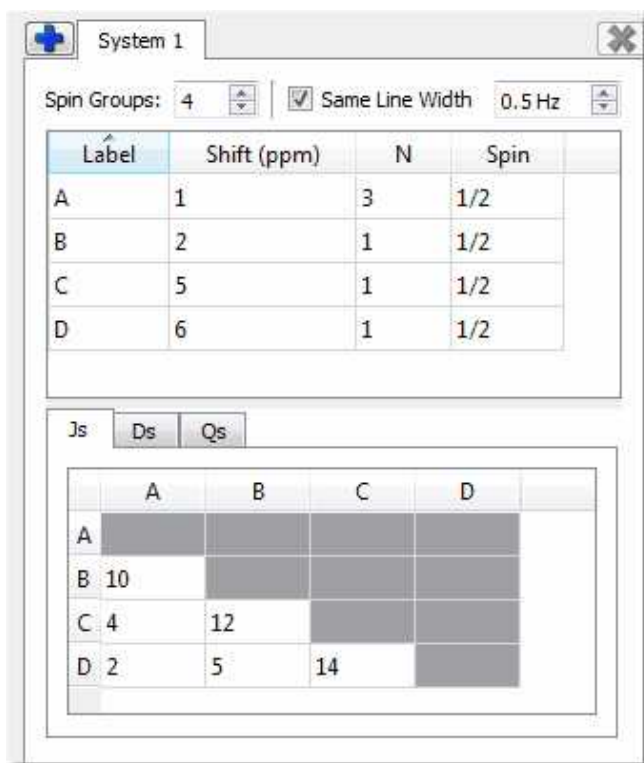 System 1
Spin Groups: 4 Same Line Width 0.5 Hz
Label Shift (ppm) N Spin
A 1 3 1/2
B 2 1 1/2
C 5 1 1/2
D 6 1 1/2
Js Ds Qs
A B C D
A
B 10
C 4 12
D 2 5 14